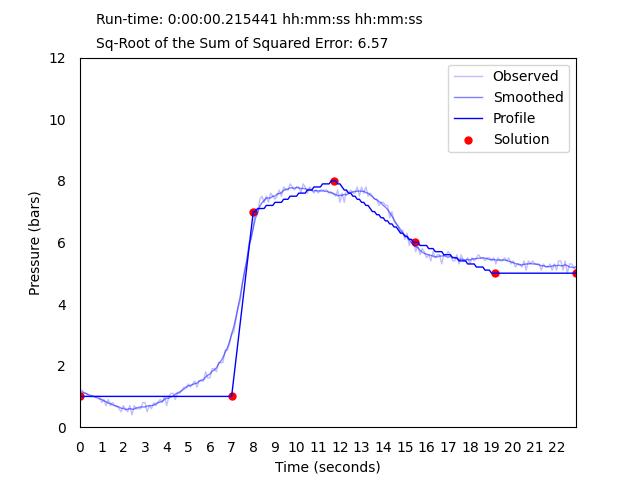 Run-time: 0:00:00.215441 hh:mm:ss hh:mm:ss
Sq-Root of the Sum of Squared Error: 6.57
Observed
Smoothed
Profile
Solution
12
10
8
6
4
2
0
Pressure (bars)
0 1 2 3 4 5 6 7 8 9 10 11 12 13 14 15 16 17 18 19 20 21 22
Time (seconds)